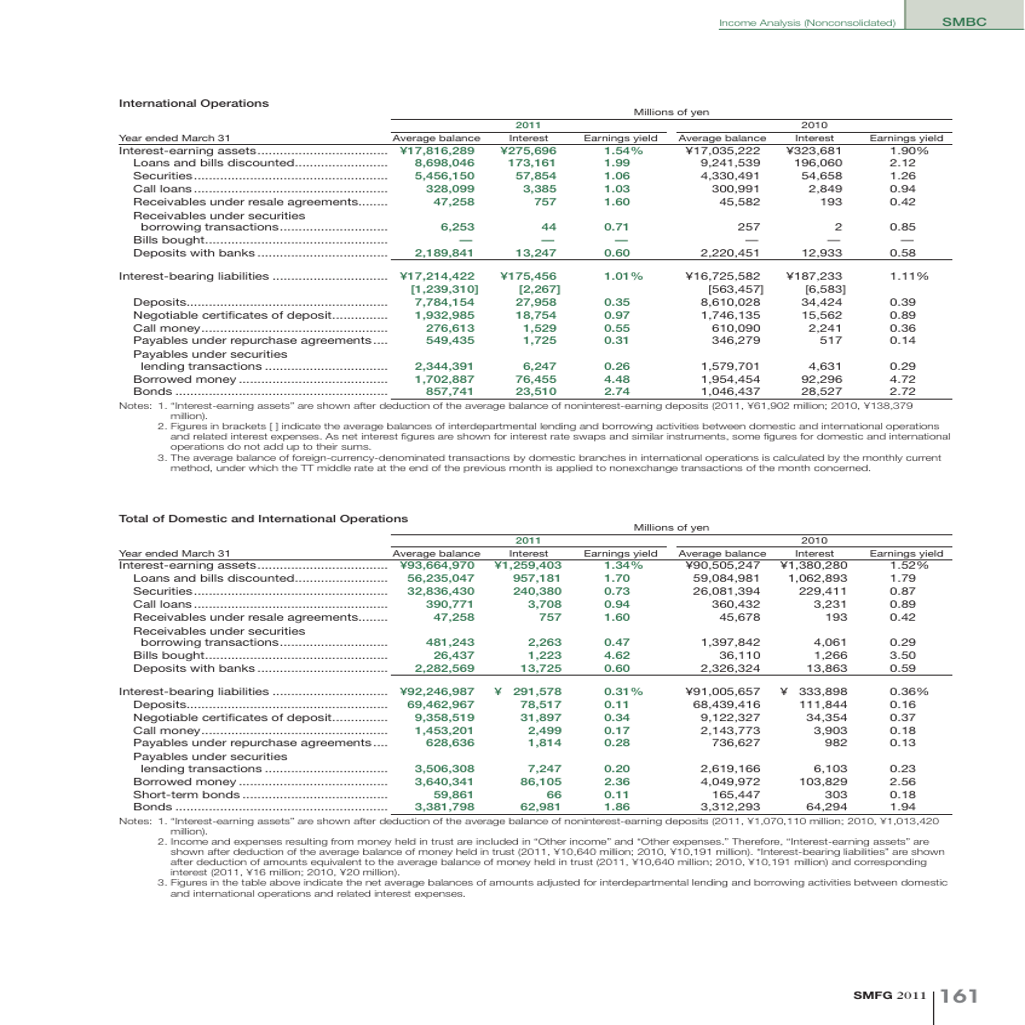 Income Analysis (Nonconsolidated) SMBC
International Operations
Millions of yen
2011 2010
Year ended March 31 Average balance Interest Earnings yield Average balance Interest Earnings yield
Interest-earning assets ¥17,816,289 ¥275,696 1.54% ¥17,035,222 ¥323,681 1.90%
Loans and bills discounted 8,698,046 173,161 1.99 9,241,539 196,060 2.12
Securities 5,456,150 57,854 1.06 4,330,491 54,658 1.26
Call loans 328,099 3,385 1.03 300,991 2,849 0.94
Receivables under resale agreements 47,258 757 1.60 45,582 193 0.42
Receivables under securities
borrowing transactions 6,253 44 0.71 257 2 0.85
Bills bought — — — — — —
Deposits with banks 2,189,841 13,247 0.60 2,220,451 12,933 0.58
Interest-bearing liabilities ¥17,214,422 ¥175,456 1.01% ¥16,725,582 ¥187,233 1.11%
[1,239,310] [2,267] [563,457] [6,583]
Deposits 7,784,154 27,958 0.35 8,610,028 34,424 0.39
Negotiable certificates of deposit 1,932,985 18,754 0.97 1,746,135 15,562 0.89
Call money 276,613 1,529 0.55 610,090 2,241 0.36
Payables under repurchase agreements 549,435 1,725 0.31 346,279 517 0.14
Payables under securities
lending transactions 2,344,391 6,247 0.26 1,579,701 4,631 0.29
Borrowed money 1,702,887 76,455 4.48 1,954,454 92,296 4.72
Bonds 857,741 23,510 2.74 1,046,437 28,527 2.72
Notes: 1. “Interest-earning assets” are shown after deduction of the average balance of noninterest-earning deposits (2011, ¥61,902 million; 2010, ¥138,379
million).
2. Figures in brackets [ ] indicate the average balances of interdepartmental lending and borrowing activities between domestic and international operations
and related interest expenses. As net interest figures are shown for interest rate swaps and similar instruments, some figures for domestic and international
operations do not add up to their sums.
3. The average balance of foreign-currency-denominated transactions by domestic branches in international operations is calculated by the monthly current
method, under which the TT middle rate at the end of the previous month is applied to nonexchange transactions of the month concerned.
Total of Domestic and International Operations
Millions of yen
2011 2010
Year ended March 31 Average balance Interest Earnings yield Average balance Interest Earnings yield
Interest-earning assets ¥93,664,970 ¥1,259,403 1.34% ¥90,505,247 ¥1,380,280 1.52%
Loans and bills discounted 56,235,047 957,181 1.70 59,084,981 1,062,893 1.79
Securities 32,836,430 240,380 0.73 26,081,394 229,411 0.87
Call loans 390,771 3,708 0.94 360,432 3,231 0.89
Receivables under resale agreements 47,258 757 1.60 45,678 193 0.42
Receivables under securities
borrowing transactions 481,243 2,263 0.47 1,397,842 4,061 0.29
Bills bought 26,437 1,223 4.62 36,110 1,266 3.50
Deposits with banks 2,282,569 13,725 0.60 2,326,324 13,863 0.59
Interest-bearing liabilities ¥92,246,987 ¥ 291,578 0.31% ¥91,005,657 ¥ 333,898 0.36%
Deposits 69,462,967 78,517 0.11 68,439,416 111,844 0.16
Negotiable certificates of deposit 9,358,519 31,897 0.34 9,122,327 34,354 0.37
Call money 1,453,201 2,499 0.17 2,143,773 3,903 0.18
Payables under repurchase agreements 628,636 1,814 0.28 736,627 982 0.13
Payables under securities
lending transactions 3,506,308 7,247 0.20 2,619,166 6,103 0.23
Borrowed money 3,640,341 86,105 2.36 4,049,972 103,829 2.56
Short-term bonds 59,861 66 0.11 165,447 303 0.18
Bonds 3,381,798 62,981 1.86 3,312,293 64,294 1.94
Notes: 1. “Interest-earning assets” are shown after deduction of the average balance of noninterest-earning deposits (2011, ¥1,070,110 million; 2010, ¥1,013,420
million).
2. Income and expenses resulting from money held in trust are included in “Other income” and “Other expenses.” Therefore, “Interest-earning assets” are
shown after deduction of the average balance of money held in trust (2011, ¥10,640 million; 2010, ¥10,191 million). “Interest-bearing liabilities” are shown
after deduction of amounts equivalent to the average balance of money held in trust (2011, ¥10,640 million; 2010, ¥10,191 million) and corresponding
interest (2011, ¥16 million; 2010, ¥20 million).
3. Figures in the table above indicate the net average balances of amounts adjusted for interdepartmental lending and borrowing activities between domestic
and international operations and related interest expenses.
SMFG 2011 161